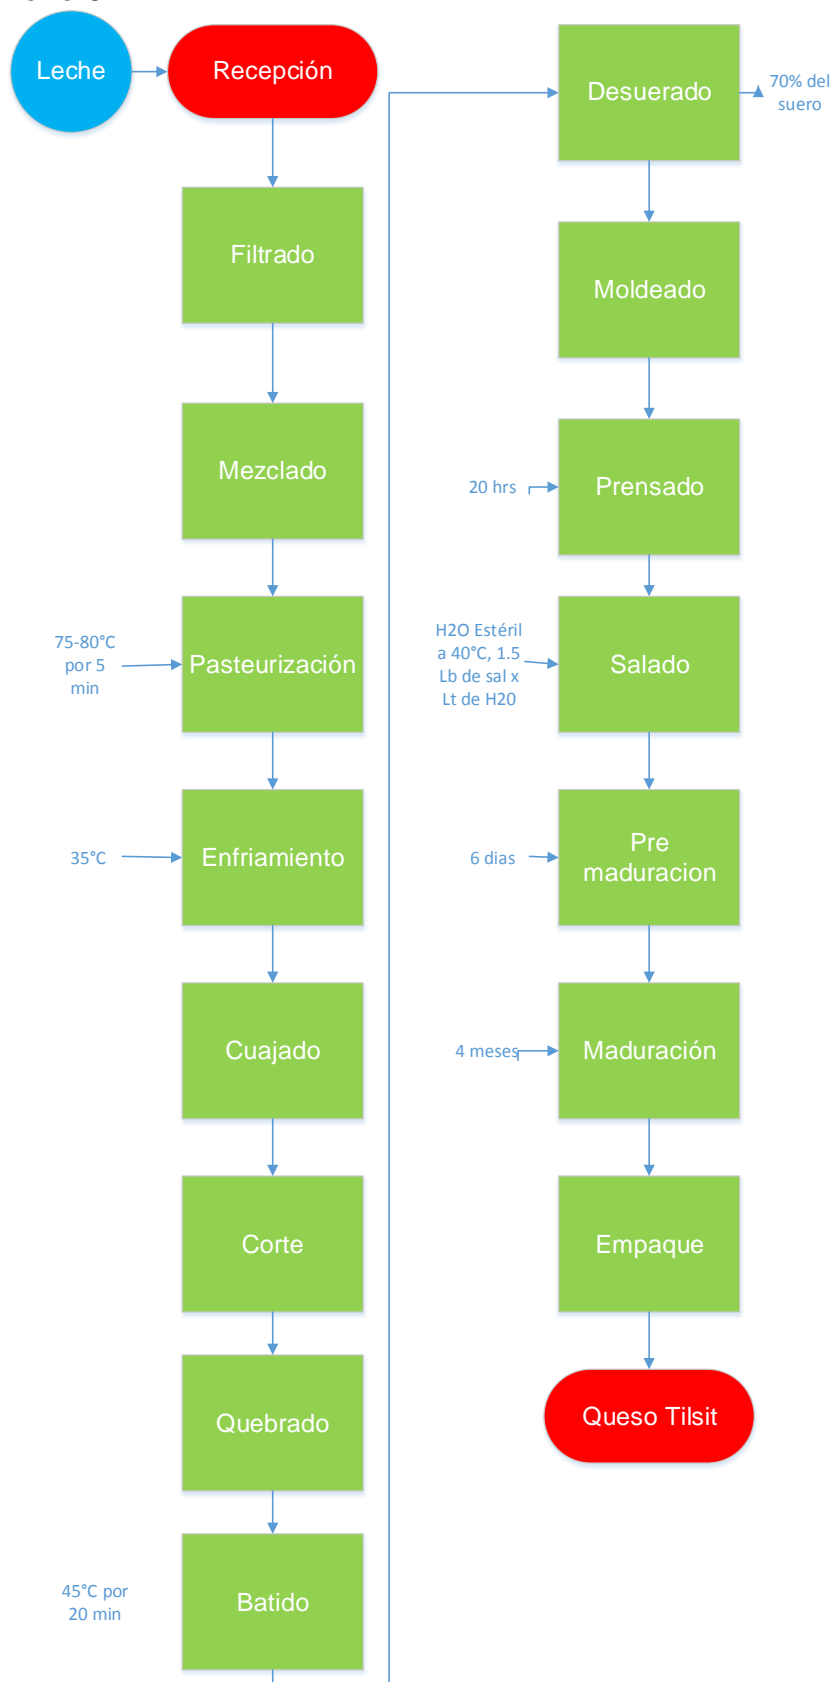 Leche
Recepción
Filtrado
Mezclado
75-80°C
por 5
min
Pasteurización
35°C
Enfriamiento
Cuajado
Corte
Quebrado
45°C por
20 min
Batido
Desuerado
70% del
suero
Moldeado
20 hrs
Prensado
H2O Estéril
a 40°C, 1.5
Lb de sal x
Lt de H20
Salado
6 dias
Pre
maduracion
4 meses
Maduración
Empaque
Queso Tilsit